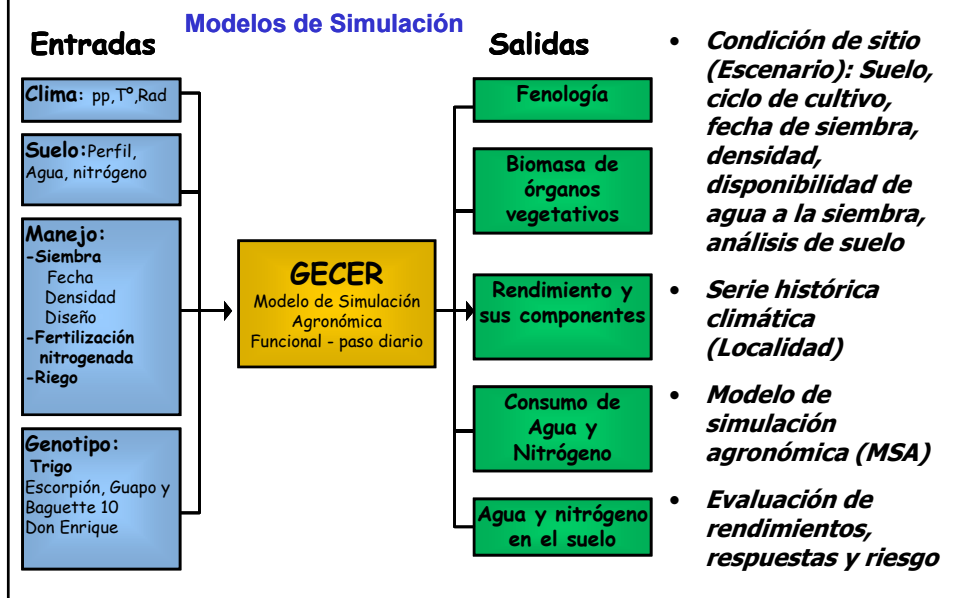 Modelos de Simulación
Entradas
Clima: pp,Tº,Rad
Suelo:Perfil,
Agua, nitrógeno
Manejo:
-Siembra
Fecha
Densidad
Diseño
-Fertilización
nitrogenada
-Riego
Genotipo:
Trigo
Escorpión, Guapo y
Baguette 10
Don Enrique
GECER
Modelo de Simulación
Agronómica
Funcional - paso diario
Salidas
Fenología
Biomasa de
órganos
vegetativos
Rendimiento y
sus componentes
Consumo de
Agua y
Nitrógeno
Agua y nitrógeno
en el suelo
• Condición de sitio
(Escenario): Suelo,
ciclo de cultivo,
fecha de siembra,
densidad,
disponibilidad de
agua a la siembra,
análisis de suelo
• Serie histórica
climática
(Localidad)
• Modelo de
simulación
agronómica (MSA)
• Evaluación de
rendimientos,
respuestas y riesgo